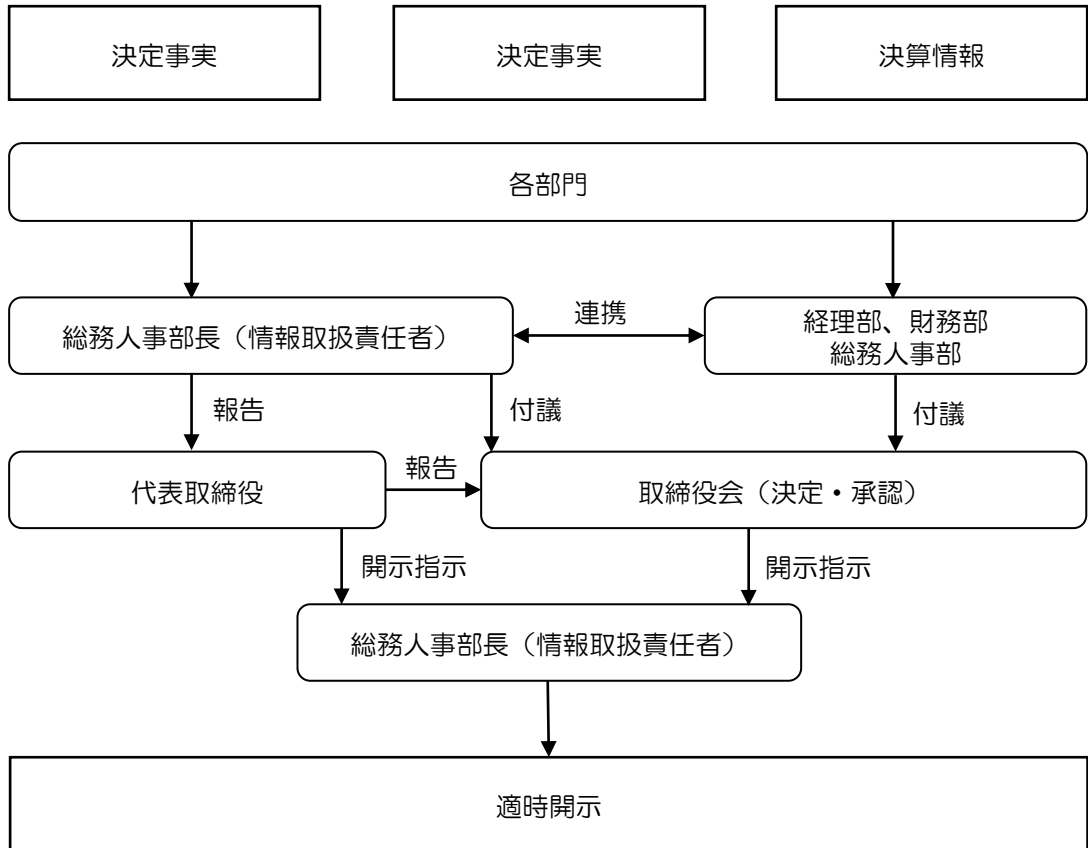 決定事実
決定事実
決算情報
各部門
総務人事部長（情報取扱責任者）
連携
経理部、財務部
総務人事部
報告
付議
付議
代表取締役
報告
取締役会（決定・承認）
開示指示
開示指示
総務人事部長（情報取扱責任者）
適時開示